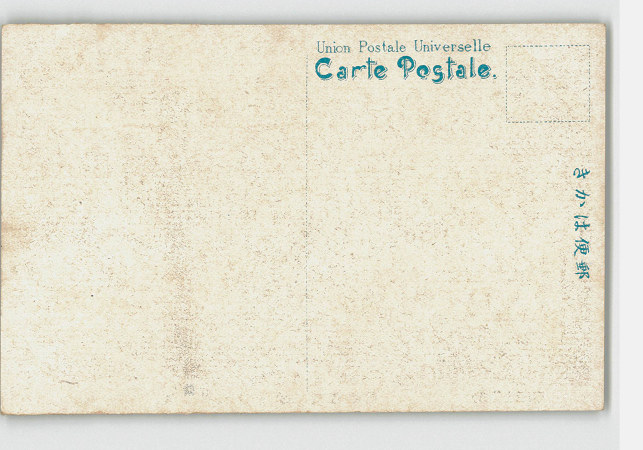 Union Postale Universelle
Carte Postale.
郵便はかき